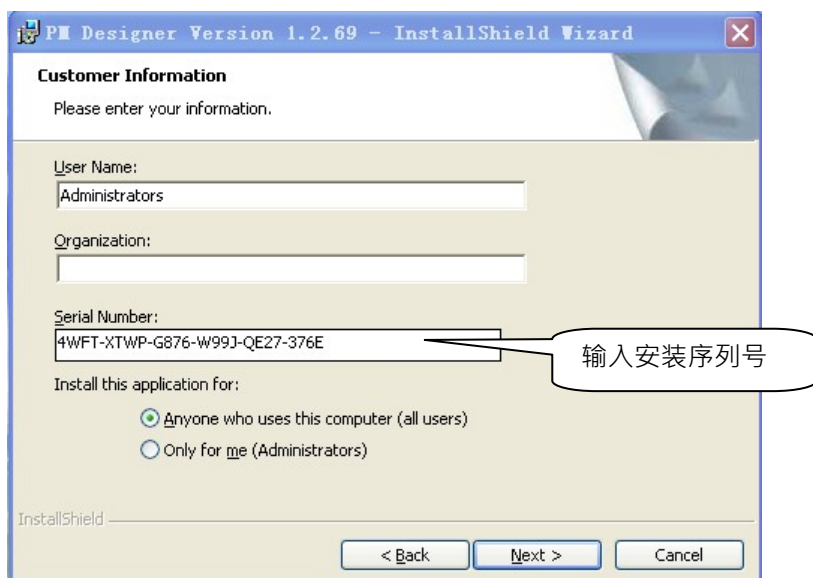 PM Designer Version 1.2.69 - InstallShield Wizard
Customer Information
Please enter your information.
User Name:
Administrators
Organization:
Serial Number:
4WFT-XTWP-G876-W99J-QE27-376E
输入安装序列号
Install this application for:
Anyone who uses this computer (all users)
Only for me (Administrators)
InstallShield
< Back
Next >
Cancel